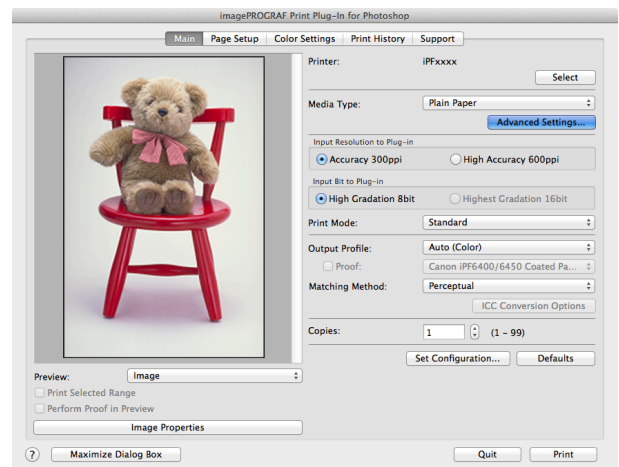 imagePROGRAF Print Plug-In for Photoshop
Main Page Setup Color Settings Print History Support
Printer: iPFxxxx
Select
Media Type: Plain Paper
Advanced Settings...
Input Resolution to Plug-in
Accuracy 300ppi High Accuracy 600ppi
Input Bit to Plug-in
High Gradation 8bit Highest Gradation 16bit
Print Mode: Standard
Output Profile: Auto (Color)
Proof: Canon iPF6400/6450 Coated Pa...
Matching Method: Perceptual
ICC Conversion Options
Copies: 1 (1 – 99)
Set Configuration... Defaults
Preview: Image
Print Selected Range
Perform Proof in Preview
Image Properties
? Maximize Dialog Box Quit Print